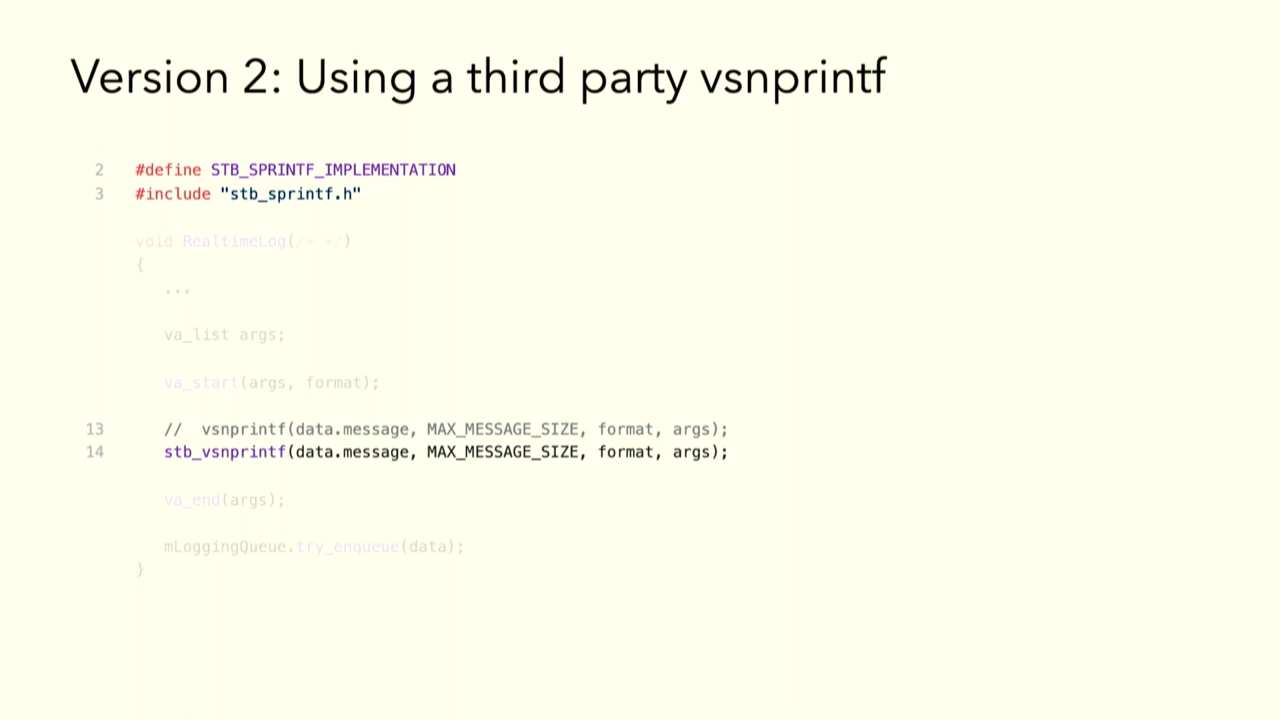 Version 2: Using a third party vsnprintf
2 #define STB_SPRINTF_IMPLEMENTATION
3 #include "stb_sprintf.h"
void RealtimeLog(/* */)
{
...
va_list args;
va_start(args, format);
13 // vsnprintf(data.message, MAX_MESSAGE_SIZE, format, args);
14 stb_vsnprintf(data.message, MAX_MESSAGE_SIZE, format, args);
va_end(args);
mLoggingQueue.try_enqueue(data);
}